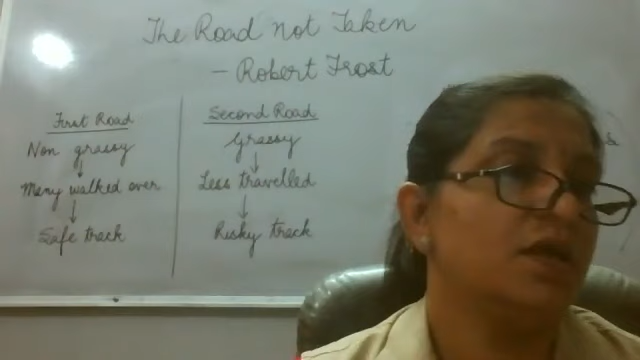 The Road not Taken
- Robert Frost
First Road
Non grassy
↓
Many walked over
↓
Safe track
Second Road
Grassy
↓
Less travelled
↓
Risky track